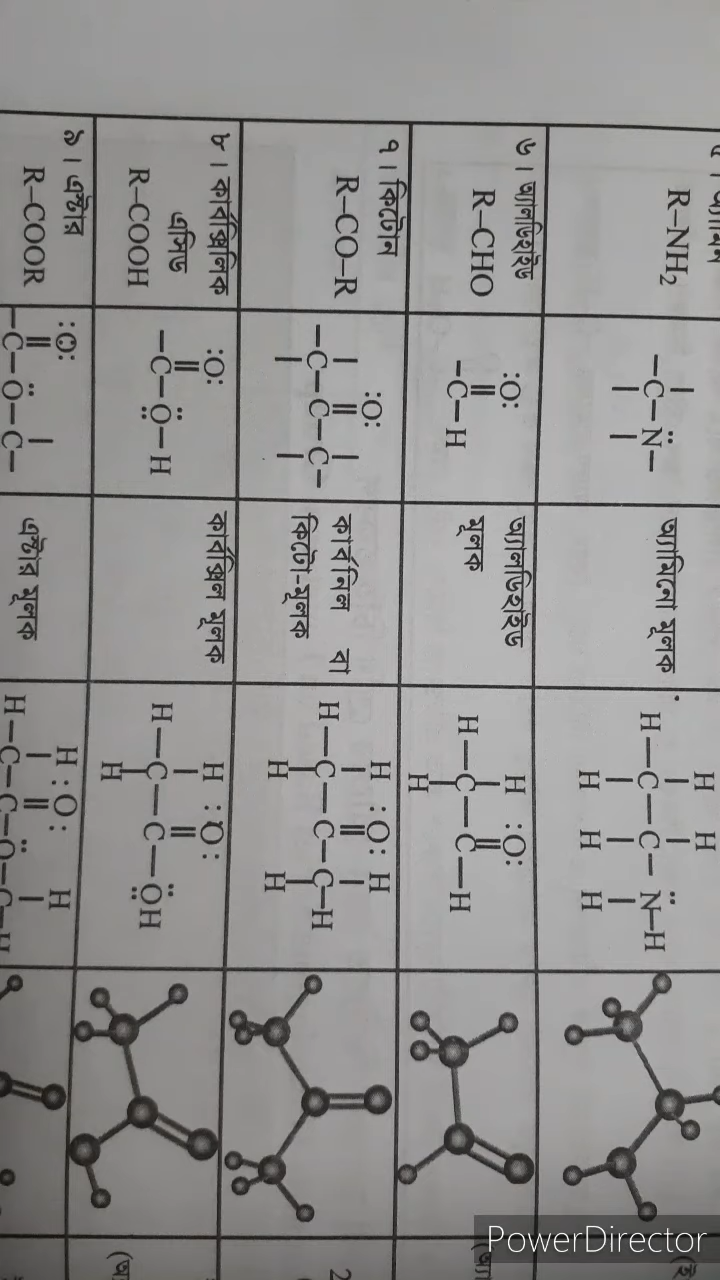 R–NH₂
–C–N̈–
অ্যামিনো মূলক
H H
H–C–C–N̈–H
H H H
৬। অ্যালডিহাইড
R–CHO
:O:
–C–H
অ্যালডিহাইড
মূলক
H :O:
H–C–C–H
H
৭। কিটোন
R–CO–R
:O:
–C–C–C–
কার্বনিল বা
কিটো-মূলক
H :O: H
H–C–C–C–H
H H
৮। কার্বক্সিলিক
এসিড
R–COOH
:O:
–C–Ö–H
কার্বক্সিল মূলক
H :O:
H–C–C–ÖH
H
৯। এস্টার
R–COOR
:O:
–C–Ö–C–
এস্টার মূলক
H :O: H
H–C–C–Ö–C–H
PowerDirector